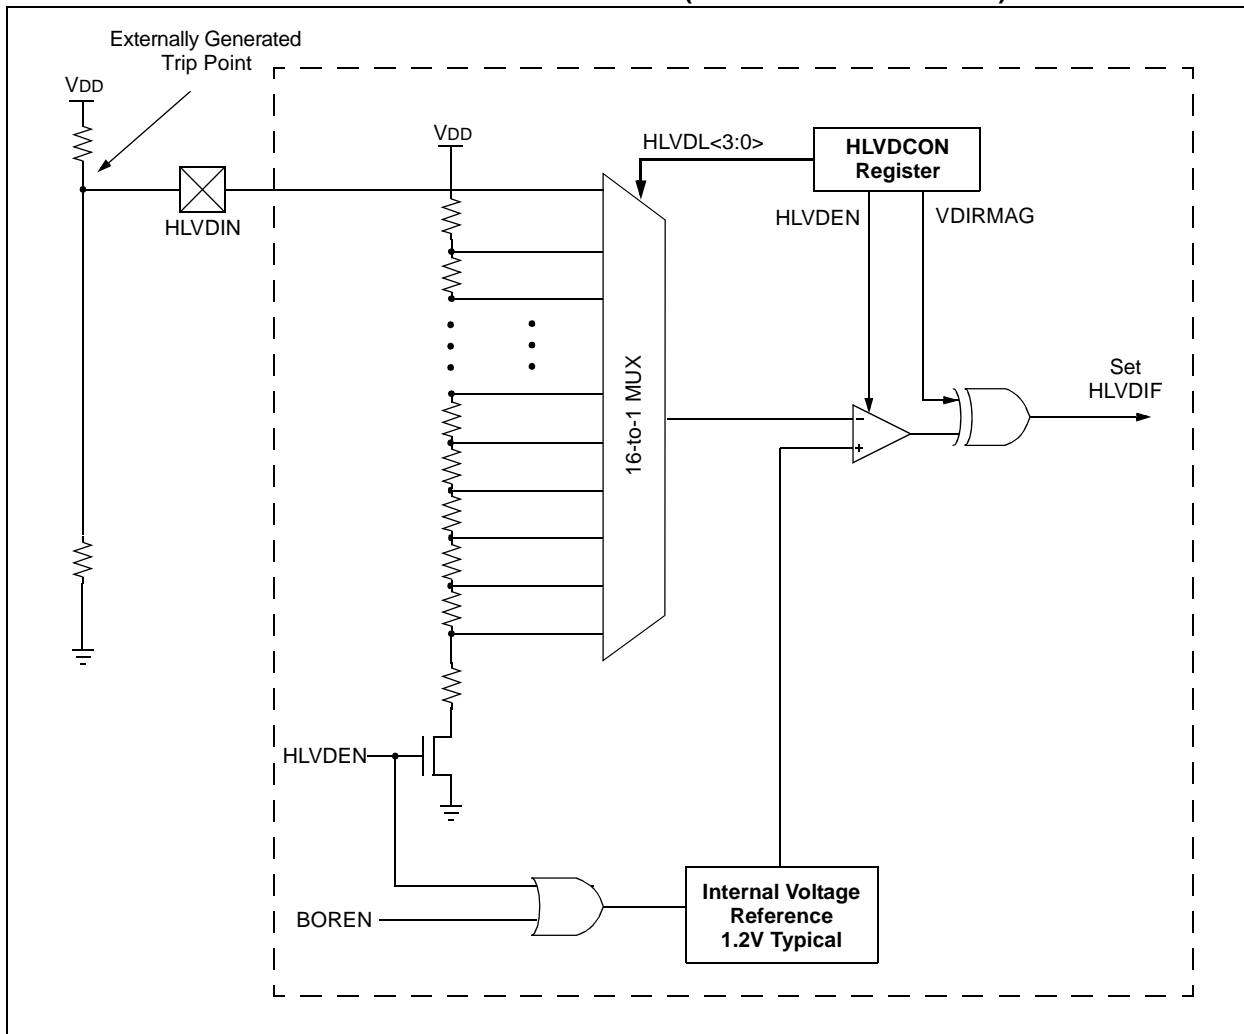 Externally Generated
Trip Point
VDD
VDD
HLVDIN
HLVDL<3:0>
HLVDCON
Register
HLVDEN
VDIRMAG
16-to-1 MUX
–
+
Set
HLVDIF
HLVDEN
BOREN
Internal Voltage
Reference
1.2V Typical